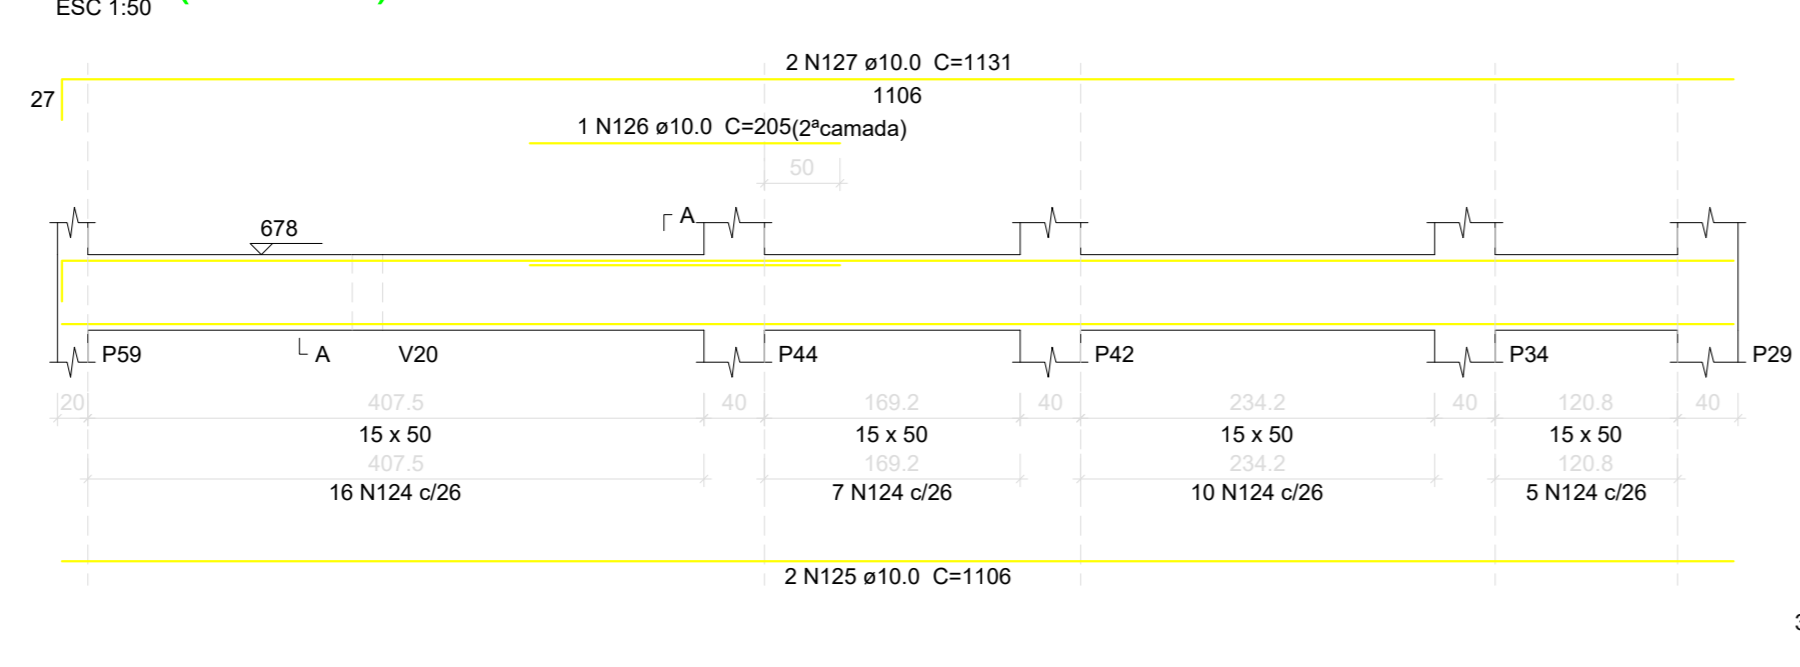 ESC 1:50
2 N127 ø10.0 C=1131
27
1106
1 N126 ø10.0 C=205(2ªcamada)
50
678
A
P59
A
V20
P44
P42
P34
P29
20 407.5 40 169.2 40 234.2 40 120.8 40
15 x 50 15 x 50 15 x 50 15 x 50
407.5 169.2 234.2 120.8
16 N124 c/26 7 N124 c/26 10 N124 c/26 5 N124 c/26
2 N125 ø10.0 C=1106